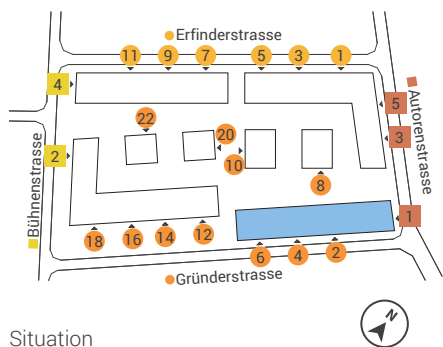 Erfinderstrasse
11 9 7 5 3 1
4
5
Autorenstrasse
3
22
20
2
10
8
Bühnenstrasse
1
18 16 14 12
6 4 2
Gründerstrasse
N
Situation